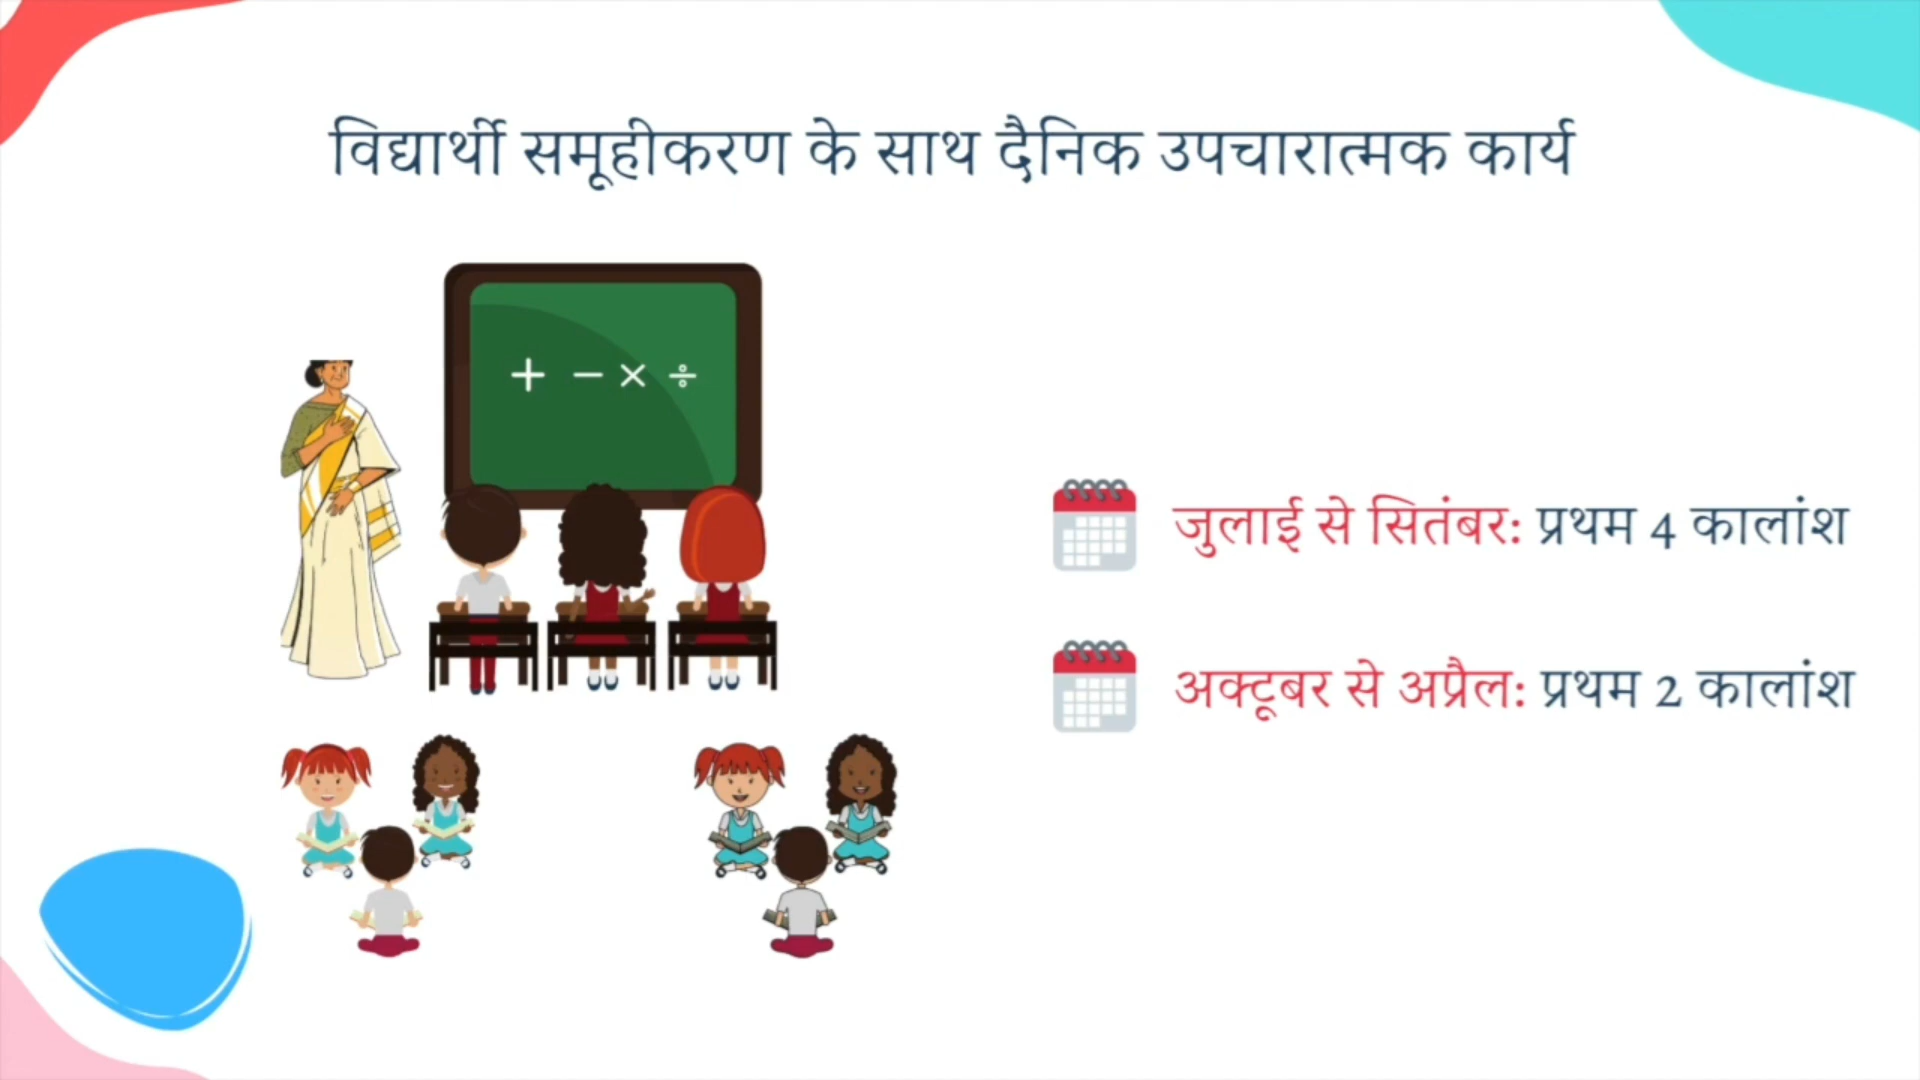 विद्यार्थी समूहीकरण के साथ दैनिक उपचारात्मक कार्य
+ − × ÷
जुलाई से सितंबर: प्रथम 4 कालांश
अक्टूबर से अप्रैल: प्रथम 2 कालांश